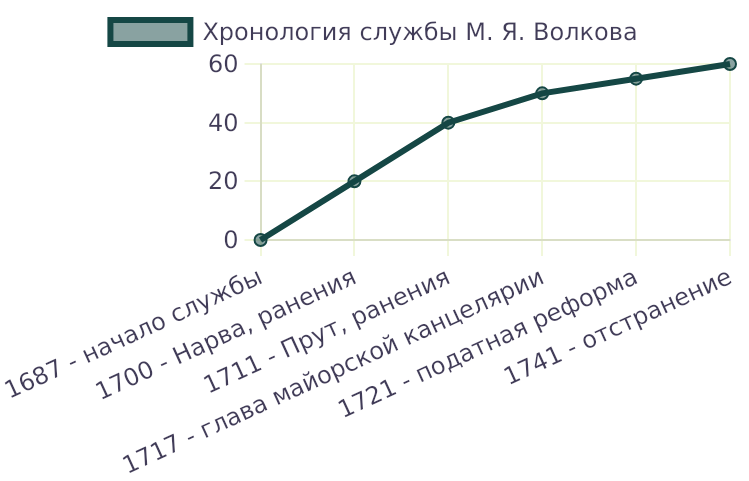 Хронология службы М. Я. Волкова
60
40
20
0
1687 - начало службы
1700 - Нарва, ранения
1711 - Прут, ранения
1717 - глава майорской канцелярии
1721 - податная реформа
1741 - отстранение